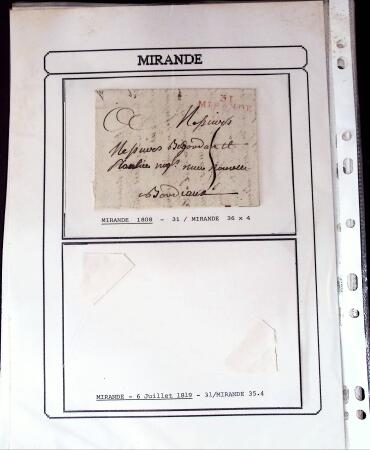 MIRANDE
31
MIRANDE
Messieurs
Messieurs
Bordeaux
MIRANDE 1808 - 31 / MIRANDE 36 x 4
MIRANDE - 6 Juillet 1819 - 31/MIRANDE 35.4